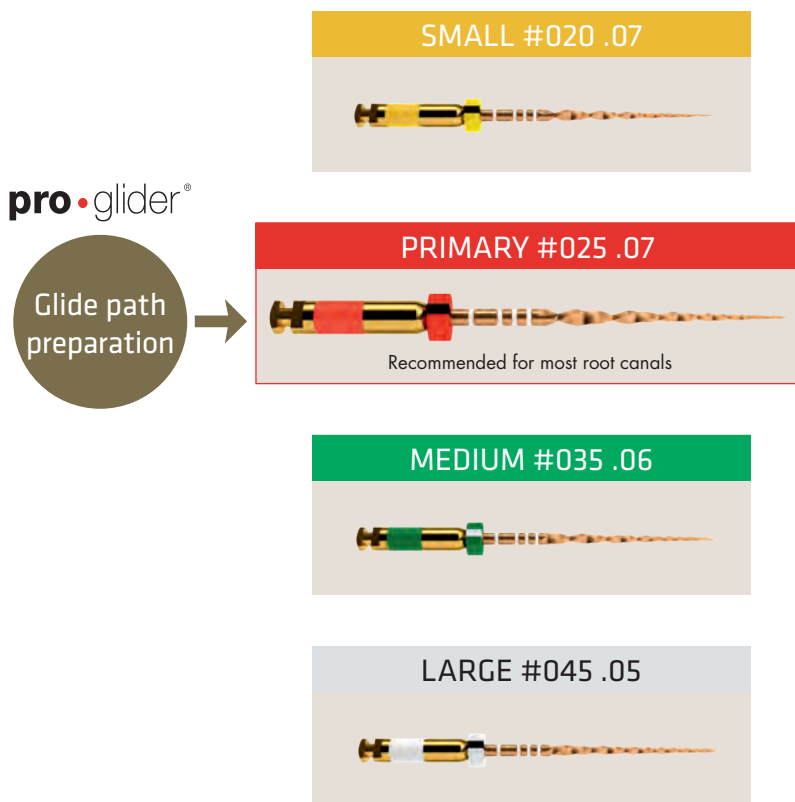 SMALL #020 .07
pro•glider®
Glide path
preparation
PRIMARY #025 .07
Recommended for most root canals
MEDIUM #035 .06
LARGE #045 .05